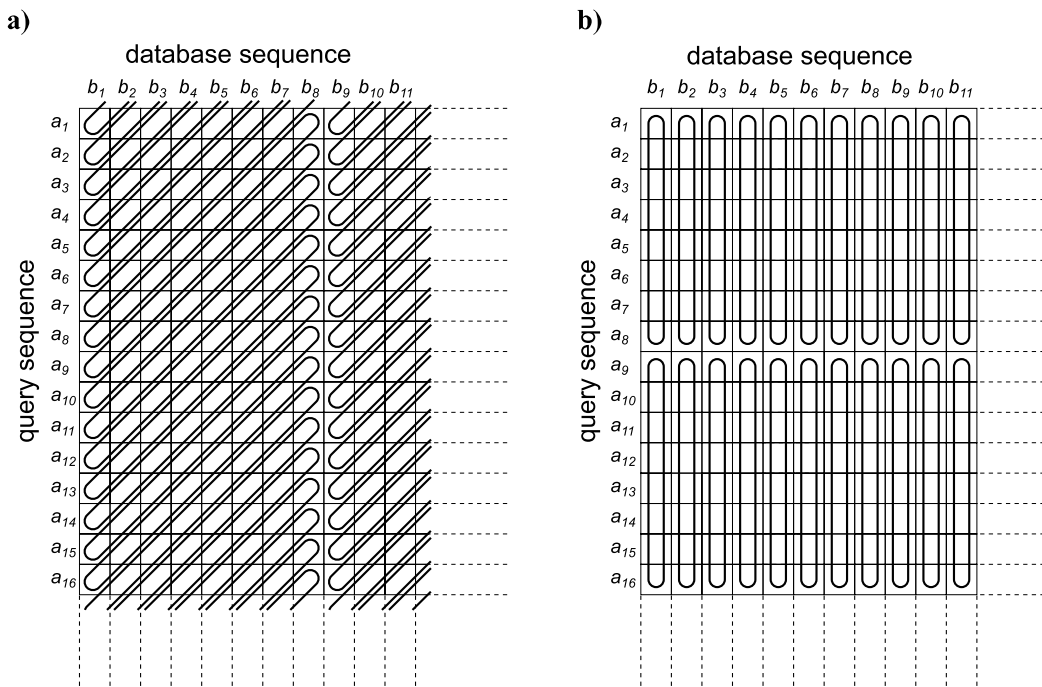 a)
database sequence
b1 b2 b3 b4 b5 b6 b7 b8 b9 b10 b11
query sequence
a1
a2
a3
a4
a5
a6
a7
a8
a9
a10
a11
a12
a13
a14
a15
a16
b)
database sequence
b1 b2 b3 b4 b5 b6 b7 b8 b9 b10 b11
query sequence
a1
a2
a3
a4
a5
a6
a7
a8
a9
a10
a11
a12
a13
a14
a15
a16